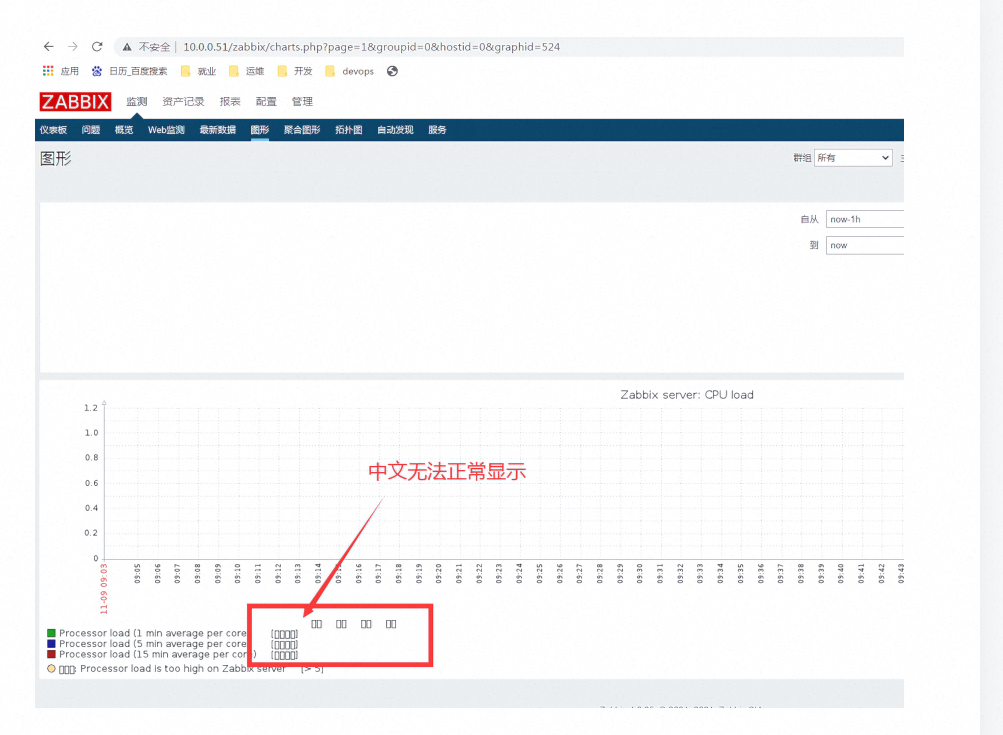 不安全 | 10.0.0.51/zabbix/charts.php?page=1&groupid=0&hostid=0&graphid=524
应用 日历_百度搜索 就业 运维 开发 devops
ZABBIX 监测 资产记录 报表 配置 管理
仪表板 问题 概览 Web监测 最新数据 图形 聚合图形 拓扑图 自动发现 服务
图形 群组 所有
自从 now-1h
到 now
Zabbix server: CPU load
1.2
1.0
0.8
中文无法正常显示
0.6
0.4
0.2
0
11-09 09:03 09:05 09:06 09:07 09:08 09:09 09:10 09:11 09:12 09:13 09:14 09:15 09:16 09:17 09:18 09:19 09:20 09:21 09:22 09:23 09:24 09:25 09:26 09:27 09:28 09:29 09:30 09:31 09:32 09:33 09:34 09:35 09:36 09:37 09:38 09:39 09:40 09:41 09:42 09:43
□□ □□ □□ □□
Processor load (1 min average per core [□□□□]
Processor load (5 min average per core [□□□□]
Processor load (15 min average per core) [□□□□]
□□□: Processor load is too high on Zabbix server [> 5]